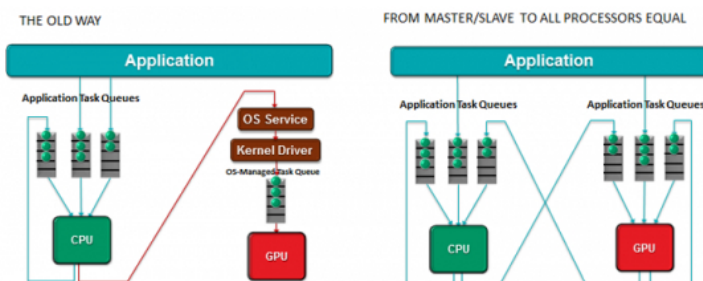 THE OLD WAY
Application
Application Task Queues
OS Service
Kernel Driver
OS-Managed Task Queue
CPU
GPU
FROM MASTER/SLAVE TO ALL PROCESSORS EQUAL
Application
Application Task Queues
Application Task Queues
CPU
GPU